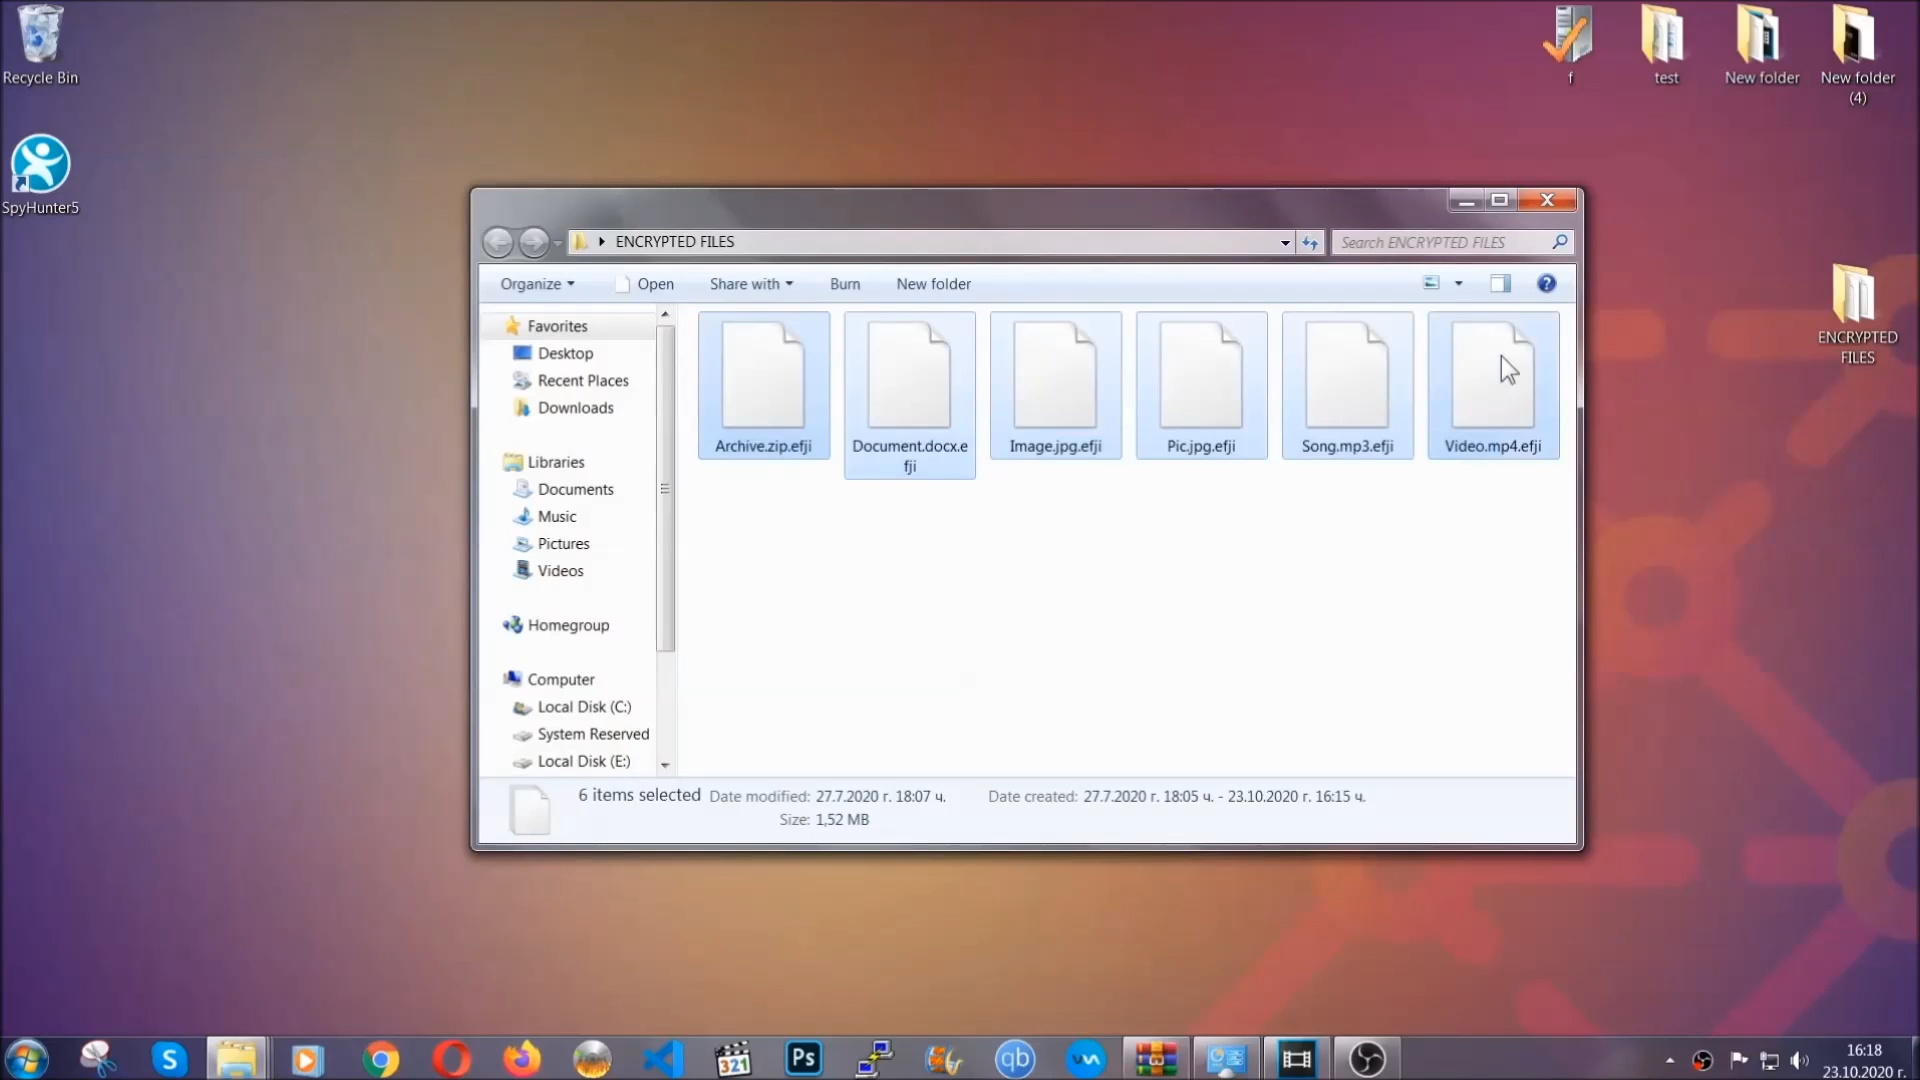 Recycle Bin
SpyHunter5
f
test
New folder
New folder
(4)
ENCRYPTED
FILES
ENCRYPTED FILES
Search ENCRYPTED FILES
Organize
Open
Share with
Burn
New folder
Favorites
Desktop
Recent Places
Downloads
Libraries
Documents
Music
Pictures
Videos
Homegroup
Computer
Local Disk (C:)
System Reserved
Local Disk (E:)
Archive.zip.efji
Document.docx.e
fji
Image.jpg.efji
Pic.jpg.efji
Song.mp3.efji
Video.mp4.efji
6 items selected Date modified: 27.7.2020 г. 18:07 ч. Date created: 27.7.2020 г. 18:05 ч. - 23.10.2020 г. 16:15 ч.
Size: 1,52 MB
S
321
Ps
qb
16:18
23.10.2020 г.